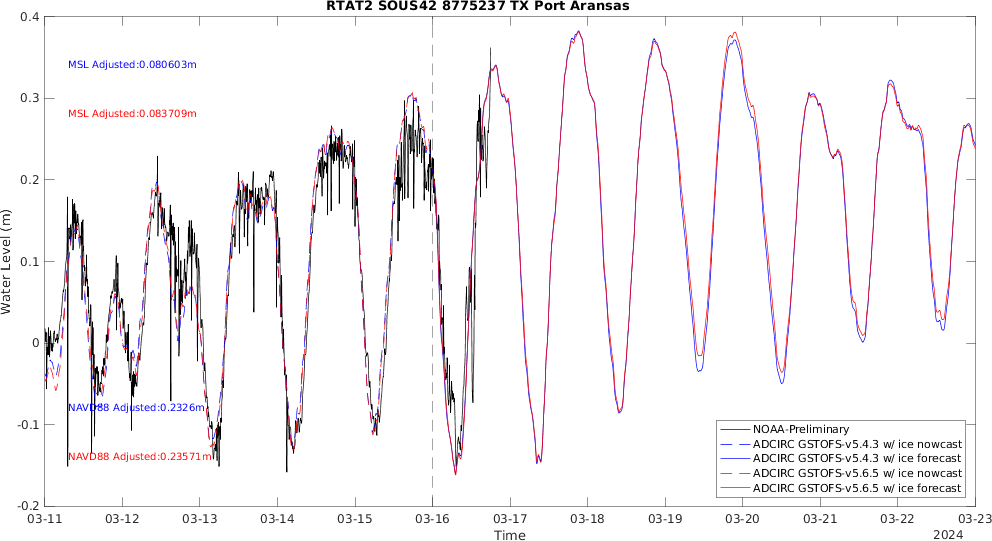 RTAT2 SOUS42 8775237 TX Port Aransas
0.4
0.3
0.2
0.1
0
-0.1
-0.2
Water Level (m)
MSL Adjusted:0.080603m
MSL Adjusted:0.083709m
NAVD88 Adjusted:0.2326m
NAVD88 Adjusted:0.23571m
NOAA-Preliminary
ADCIRC GSTOFS-v5.4.3 w/ ice nowcast
ADCIRC GSTOFS-v5.4.3 w/ ice forecast
ADCIRC GSTOFS-v5.6.5 w/ ice nowcast
ADCIRC GSTOFS-v5.6.5 w/ ice forecast
03-11 03-12 03-13 03-14 03-15 03-16 03-17 03-18 03-19 03-20 03-21 03-22 03-23
Time
2024